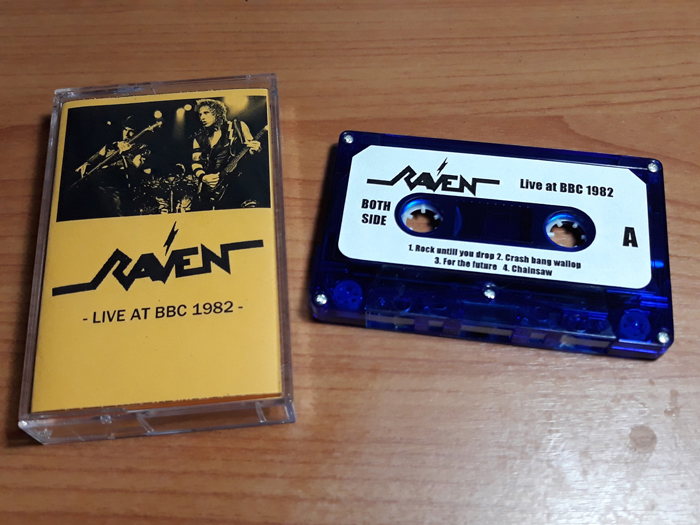 RAVEN
- LIVE AT BBC 1982 -
RAVEN Live at BBC 1982
BOTH
SIDE
A
1. Rock untill you drop 2. Crash bang wallop
3. For the future 4. Chainsaw